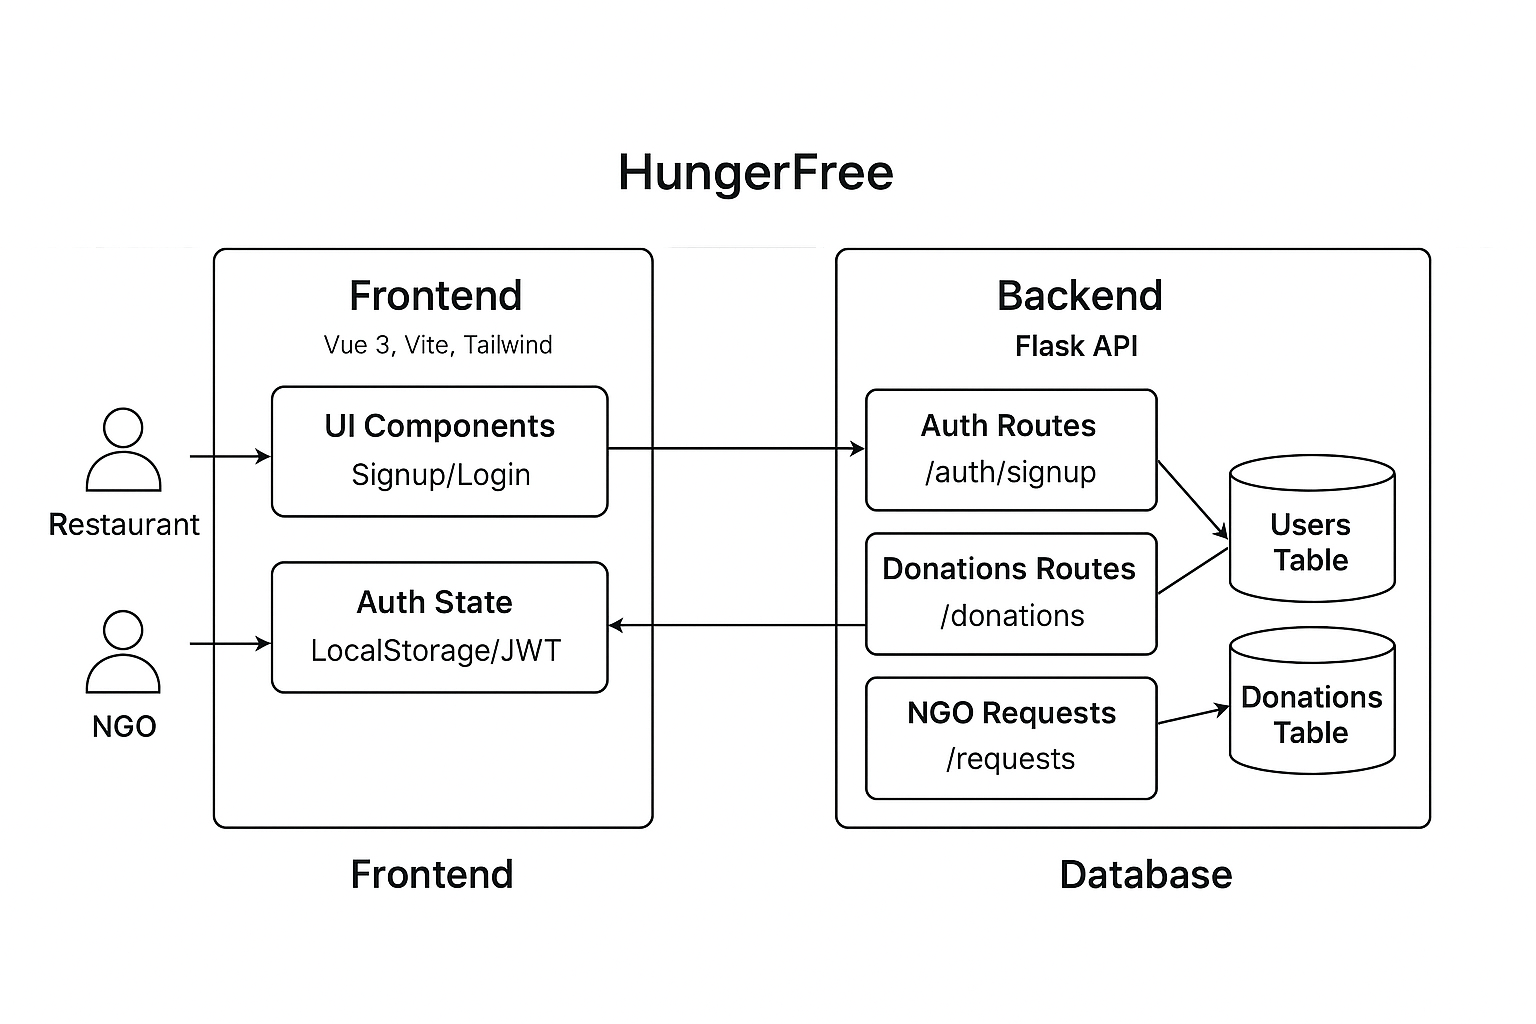 HungerFree
Frontend
Vue 3, Vite, Tailwind
UI Components
Signup/Login
Auth State
LocalStorage/JWT
Restaurant
NGO
Frontend
Backend
Flask API
Auth Routes
/auth/signup
Donations Routes
/donations
NGO Requests
/requests
Users
Table
Donations
Table
Database